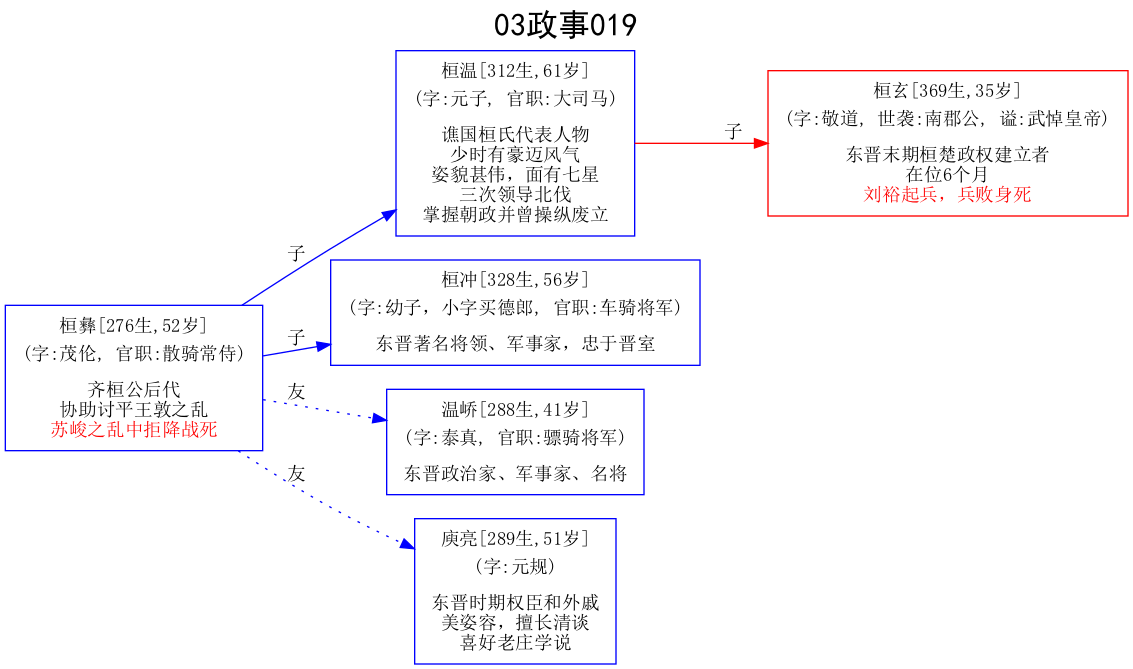 03政事019
桓温[312生,61岁]
(字:元子, 官职:大司马)
谯国桓氏代表人物
少时有豪迈风气
姿貌甚伟，面有七星
三次领导北伐
掌握朝政并曾操纵废立
子
桓玄[369生,35岁]
(字:敬道, 世袭:南郡公, 谥:武悼皇帝)
东晋末期桓楚政权建立者
在位6个月
刘裕起兵，兵败身死
子
桓冲[328生,56岁]
(字:幼子，小字买德郎, 官职:车骑将军)
东晋著名将领、军事家，忠于晋室
桓彝[276生,52岁]
(字:茂伦, 官职:散骑常侍)
齐桓公后代
协助讨平王敦之乱
苏峻之乱中拒降战死
子
友
温峤[288生,41岁]
(字:泰真, 官职:骠骑将军)
东晋政治家、军事家、名将
友
庾亮[289生,51岁]
(字:元规)
东晋时期权臣和外戚
美姿容，擅长清谈
喜好老庄学说